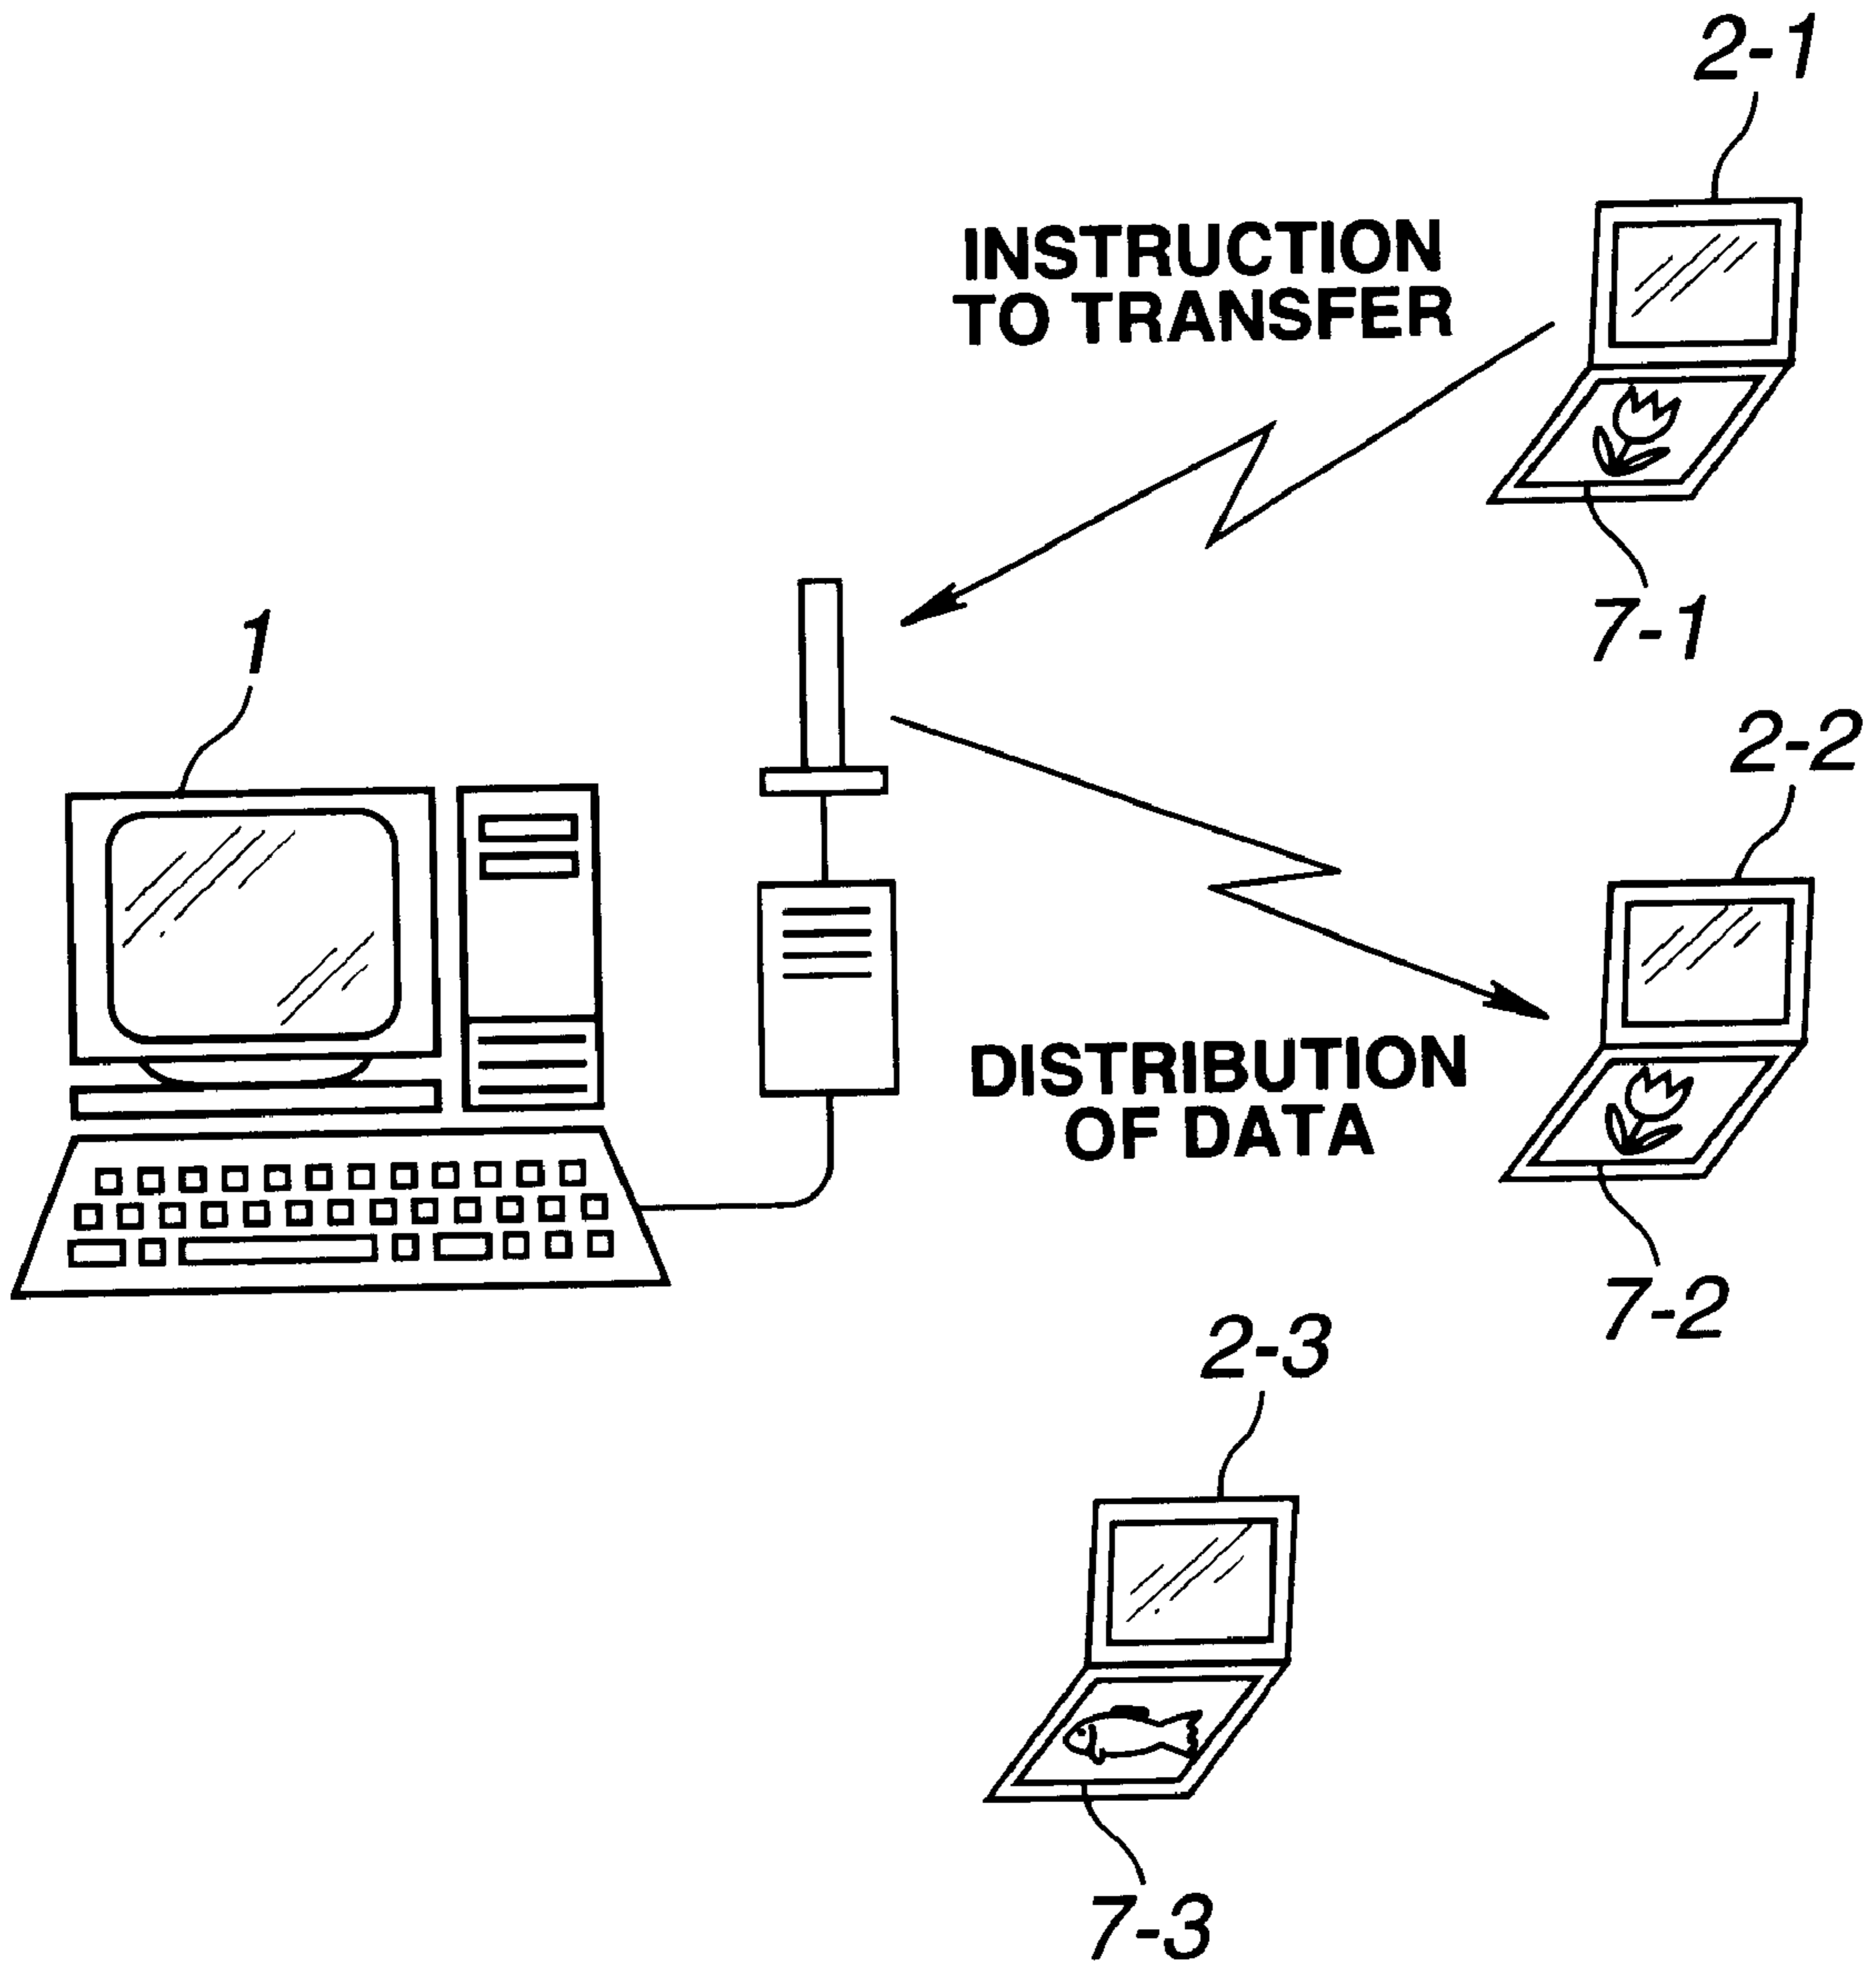 2-1
INSTRUCTION
TO TRANSFER
7-1
1
2-2
DISTRIBUTION
OF DATA
7-2
2-3
7-3